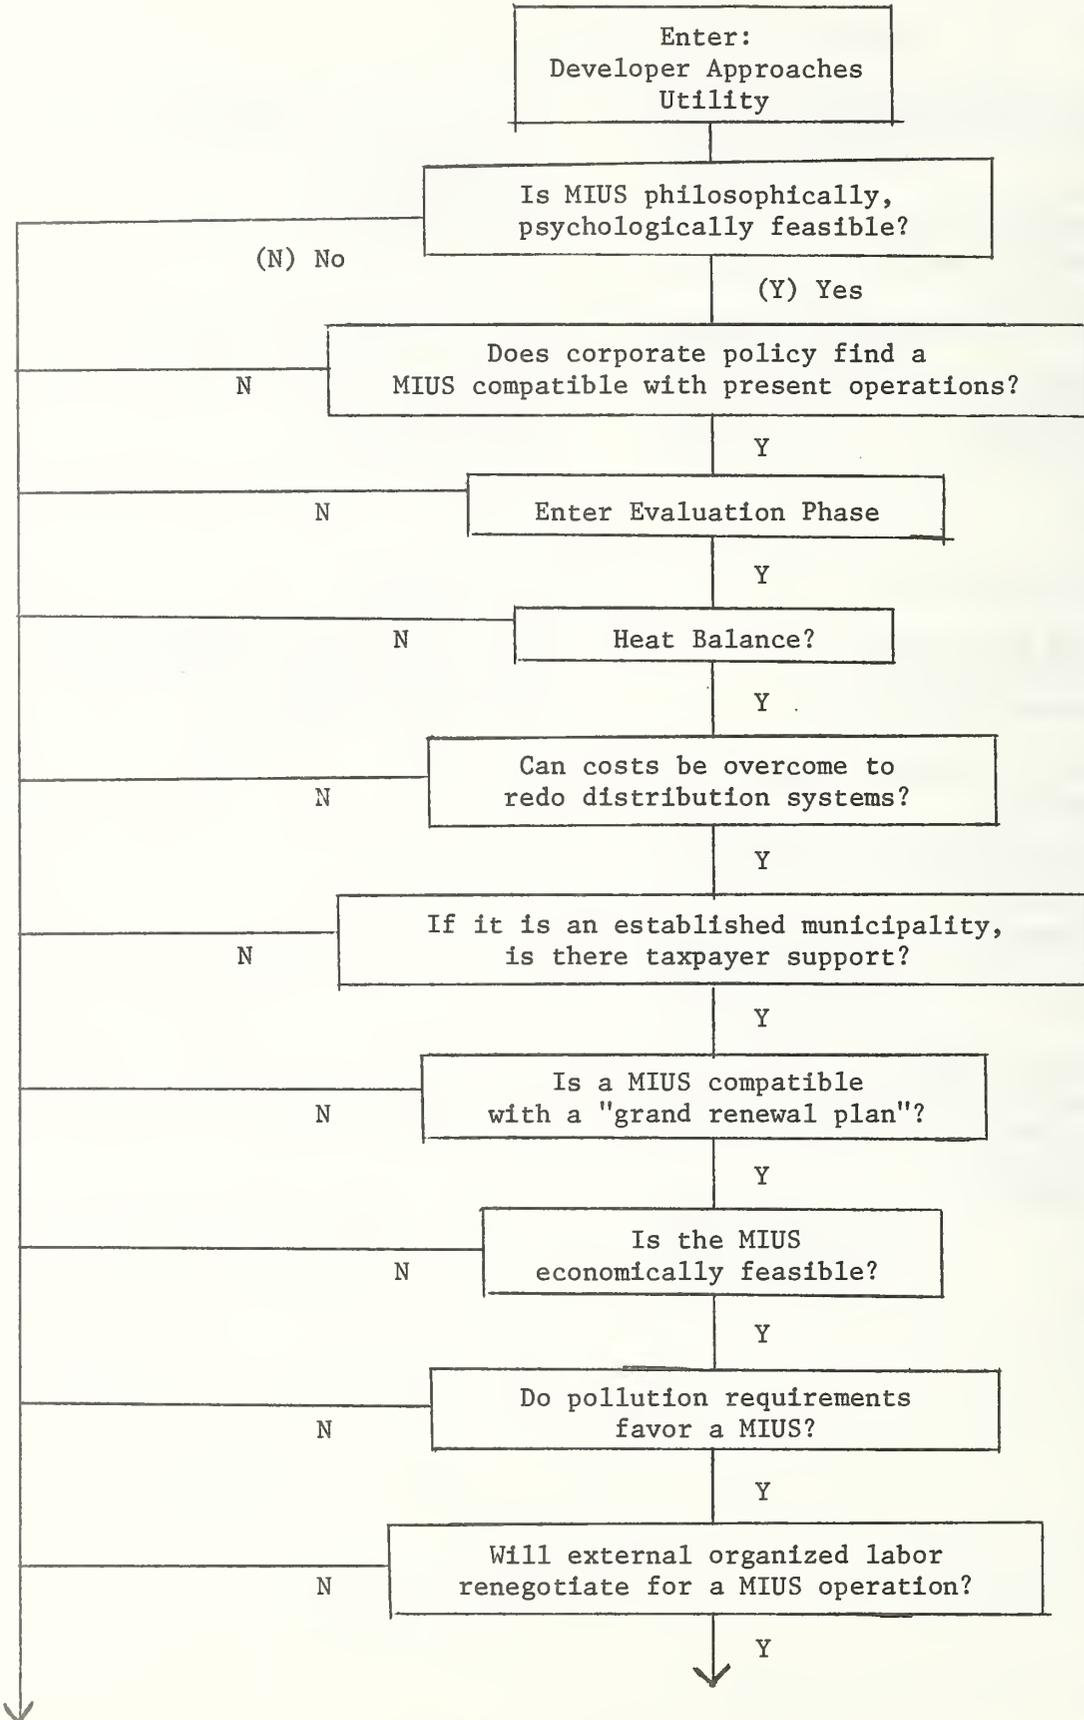 Enter:
Developer Approaches
Utility
Is MIUS philosophically,
psychologically feasible?
(N) No
(Y) Yes
Does corporate policy find a
MIUS compatible with present operations?
N
Y
Enter Evaluation Phase
N
Y
Heat Balance?
N
Y
Can costs be overcome to
redo distribution systems?
N
Y
If it is an established municipality,
is there taxpayer support?
N
Y
Is a MIUS compatible
with a "grand renewal plan"?
N
Y
Is the MIUS
economically feasible?
N
Y
Do pollution requirements
favor a MIUS?
N
Y
Will external organized labor
renegotiate for a MIUS operation?
N
Y